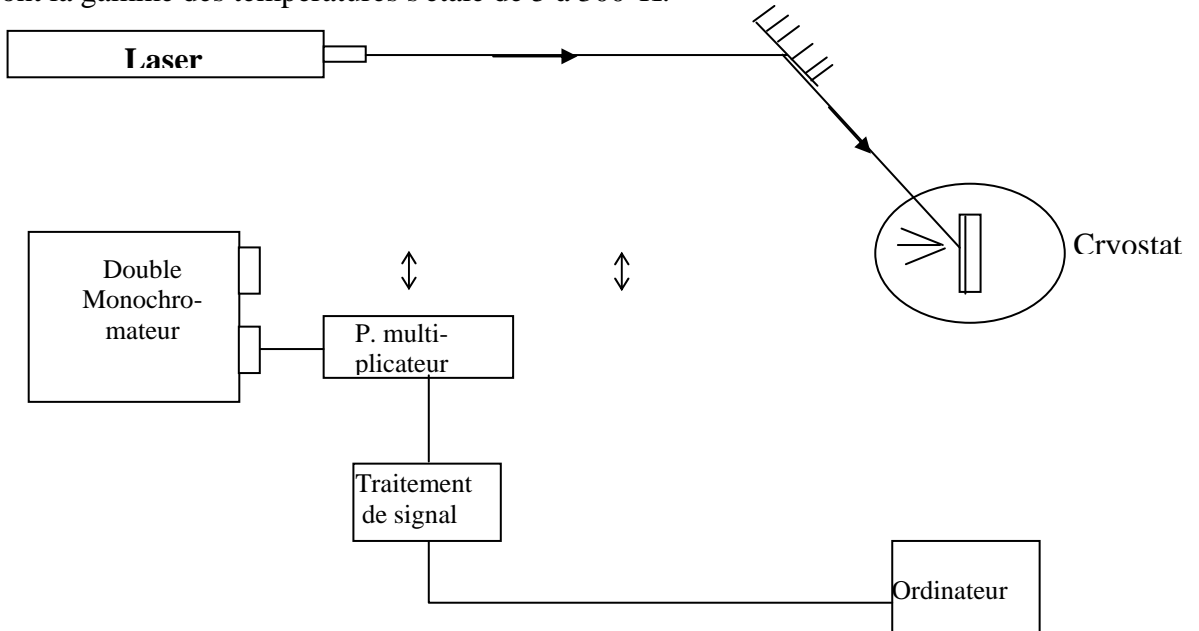 dont la gamme des températures s'étale de 5 à 300°K.
Laser
Cryostat
Double
Monochro-
mateur
P. multi-
plicateur
Traitement
de signal
Ordinateur